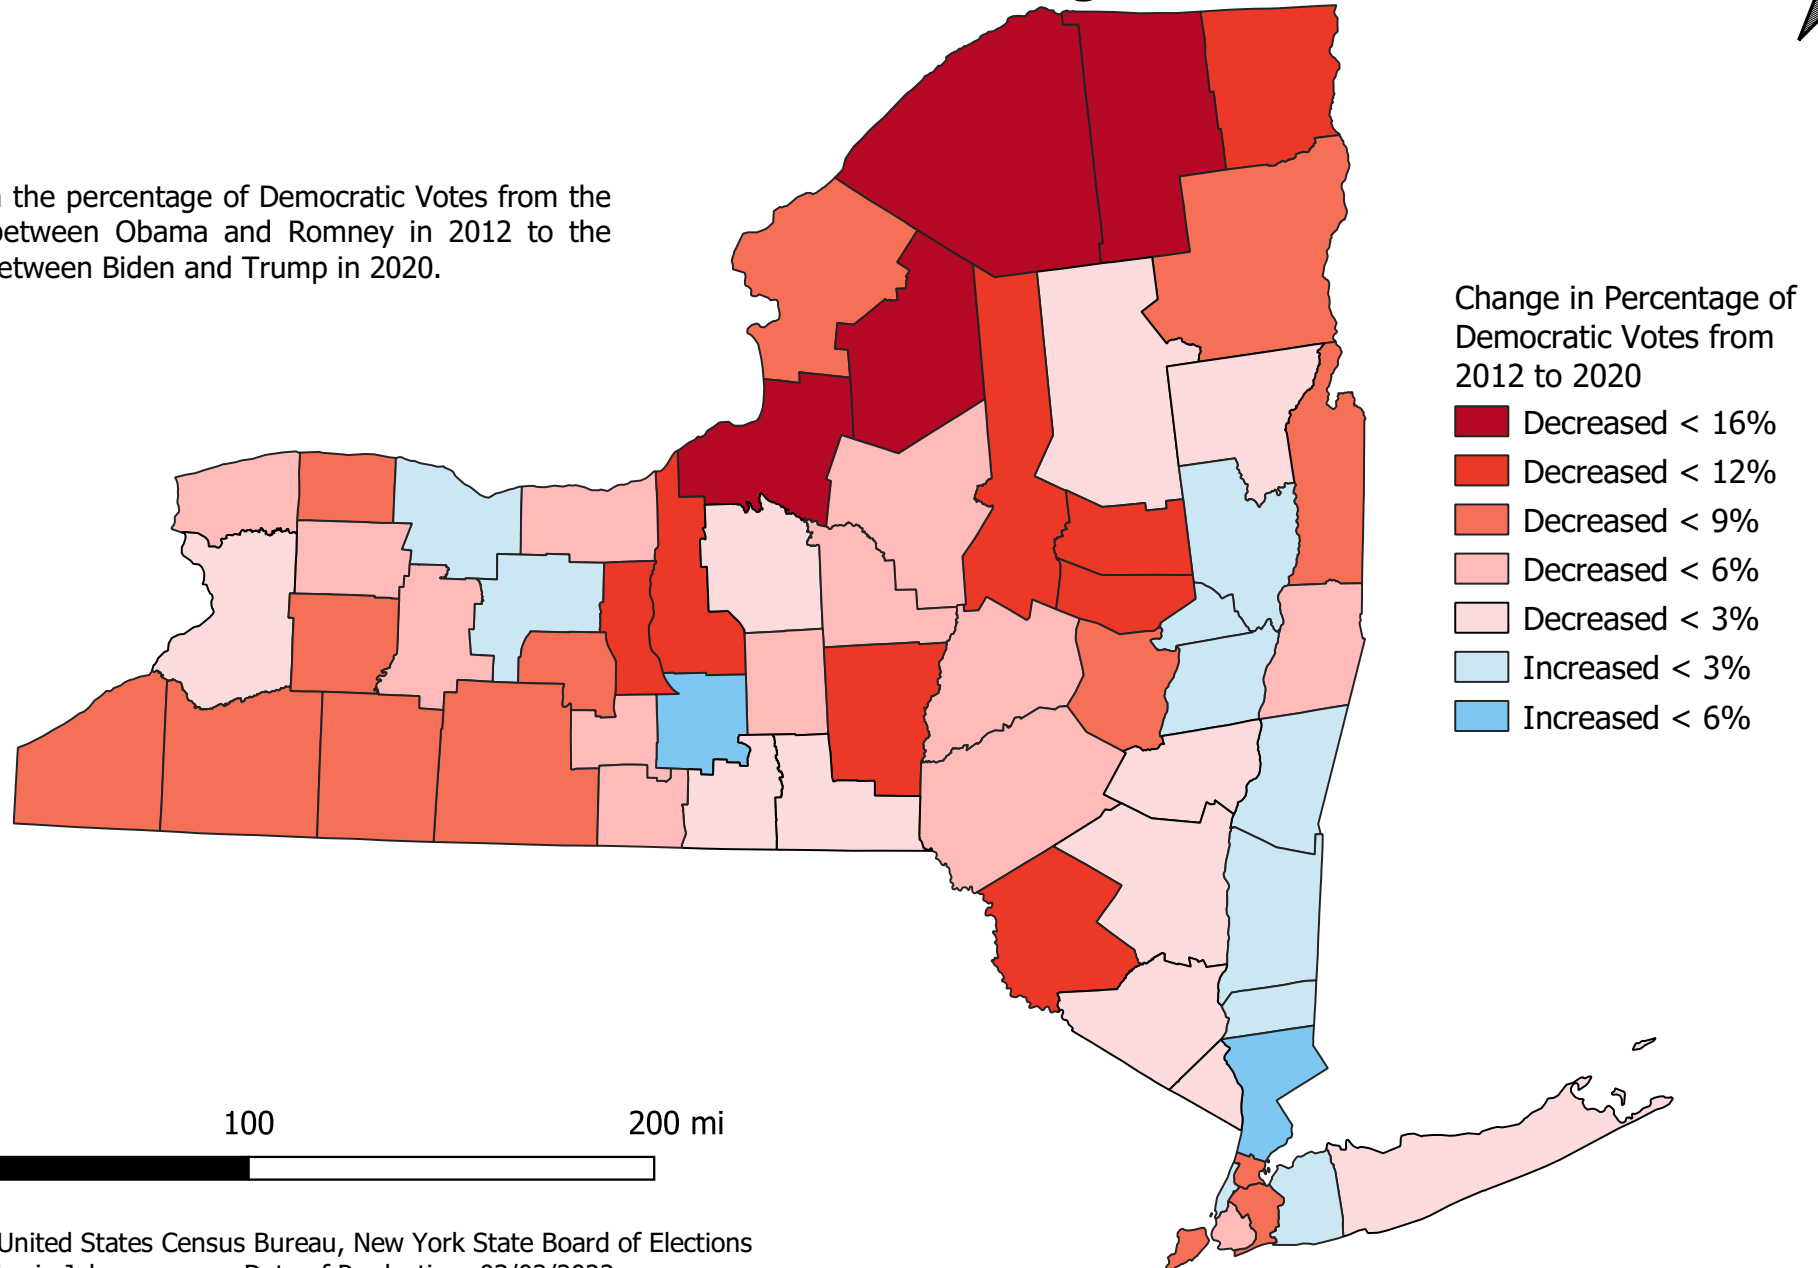 the percentage of Democratic Votes from the
between Obama and Romney in 2012 to the
between Biden and Trump in 2020.
Change in Percentage of
Democratic Votes from
2012 to 2020
Decreased < 16%
Decreased < 12%
Decreased < 9%
Decreased < 6%
Decreased < 3%
Increased < 3%
Increased < 6%
100
200 mi
United States Census Bureau, New York State Board of Elections